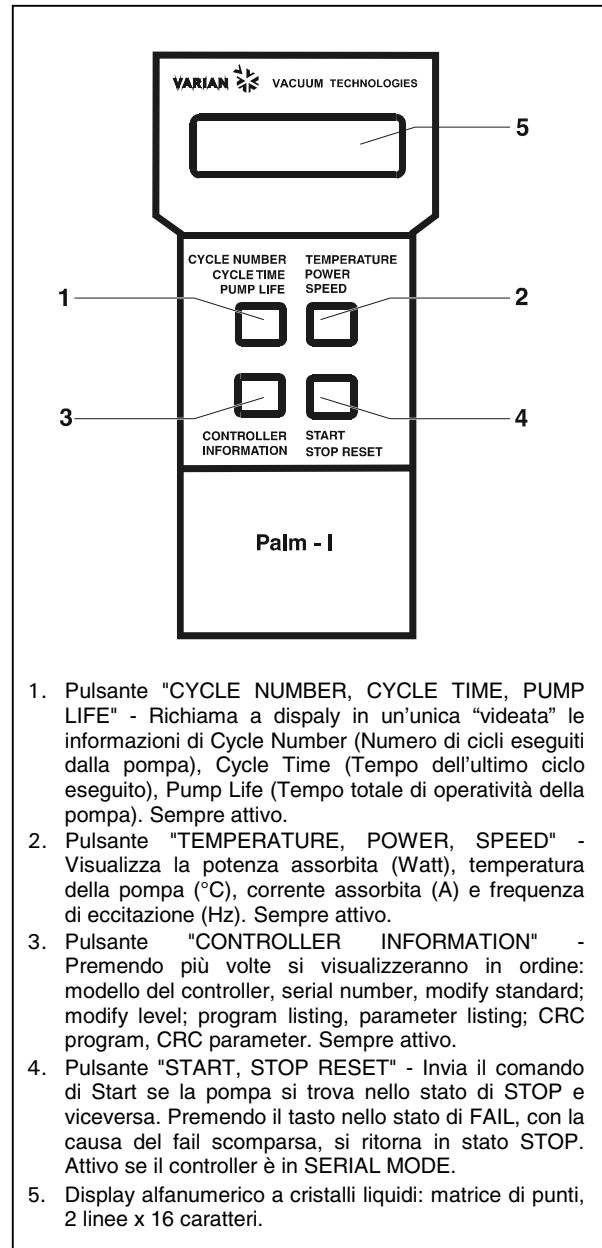 VARIAN VACUUM TECHNOLOGIES
5
CYCLE NUMBER
CYCLE TIME
PUMP LIFE
TEMPERATURE
POWER
SPEED
1
2
3
4
CONTROLLER
INFORMATION
START
STOP RESET
Palm - I
1. Pulsante "CYCLE NUMBER, CYCLE TIME, PUMP
LIFE" - Richiama a dispaly in un'unica “videata” le
informazioni di Cycle Number (Numero di cicli eseguiti
dalla pompa), Cycle Time (Tempo dell'ultimo ciclo
eseguito), Pump Life (Tempo totale di operatività della
pompa). Sempre attivo.
2. Pulsante "TEMPERATURE, POWER, SPEED" -
Visualizza la potenza assorbita (Watt), temperatura
della pompa (°C), corrente assorbita (A) e frequenza
di eccitazione (Hz). Sempre attivo.
3. Pulsante "CONTROLLER INFORMATION" -
Premendo più volte si visualizzeranno in ordine:
modello del controller, serial number, modify standard;
modify level; program listing, parameter listing; CRC
program, CRC parameter. Sempre attivo.
4. Pulsante "START, STOP RESET" - Invia il comando
di Start se la pompa si trova nello stato di STOP e
viceversa. Premendo il tasto nello stato di FAIL, con la
causa del fail scomparsa, si ritorna in stato STOP.
Attivo se il controller è in SERIAL MODE.
5. Display alfanumerico a cristalli liquidi: matrice di punti,
2 linee x 16 caratteri.